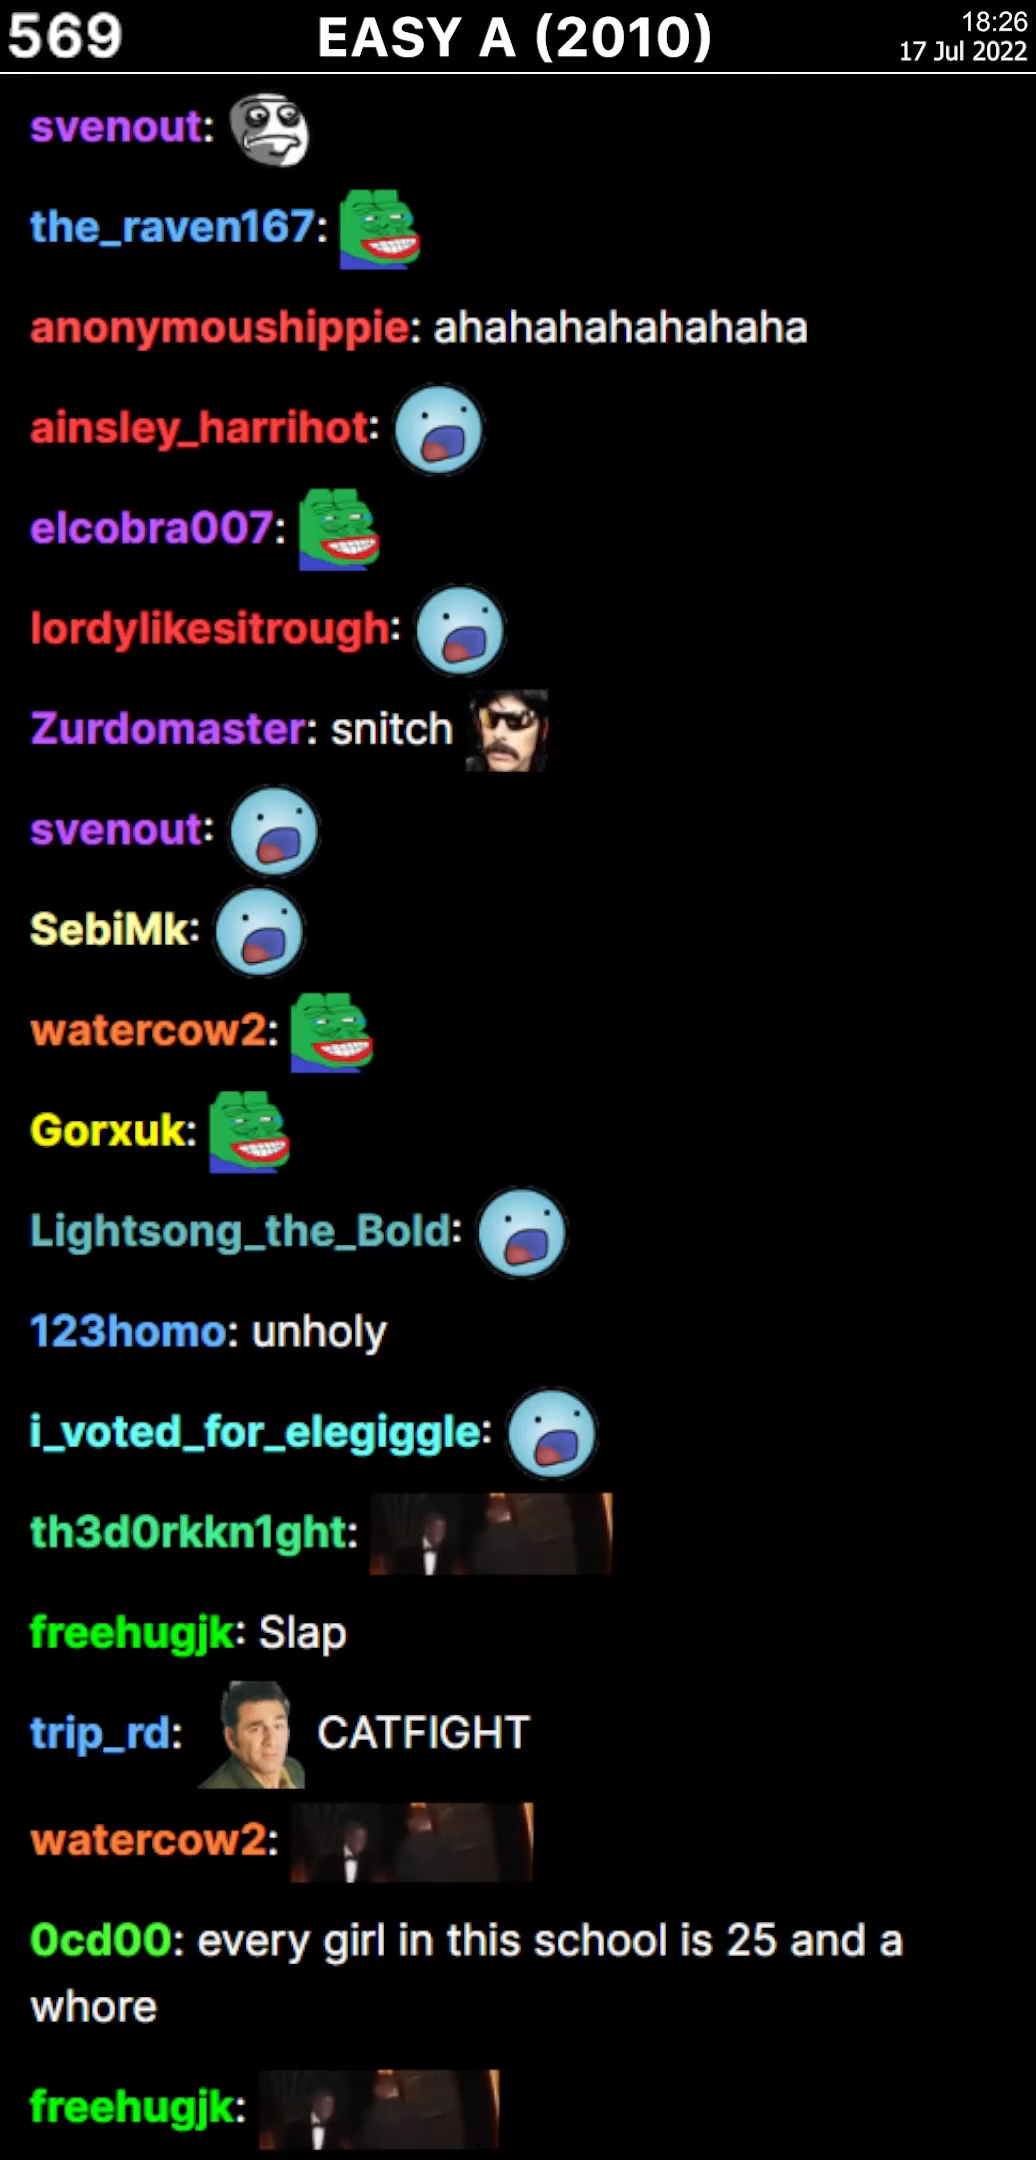 569
EASY A (2010)
18:26
17 Jul 2022
svenout:
the_raven167:
anonymoushippie: ahahahahahahaha
ainsley_harrihot:
elcobra007:
lordylikesitrough:
Zurdomaster: snitch
svenout:
SebiMk:
watercow2:
Gorxuk:
Lightsong_the_Bold:
123homo: unholy
i_voted_for_elegiggle:
th3d0rkkn1ght:
freehugjk: Slap
trip_rd: CATFIGHT
watercow2:
0cd00: every girl in this school is 25 and a
whore
freehugjk: